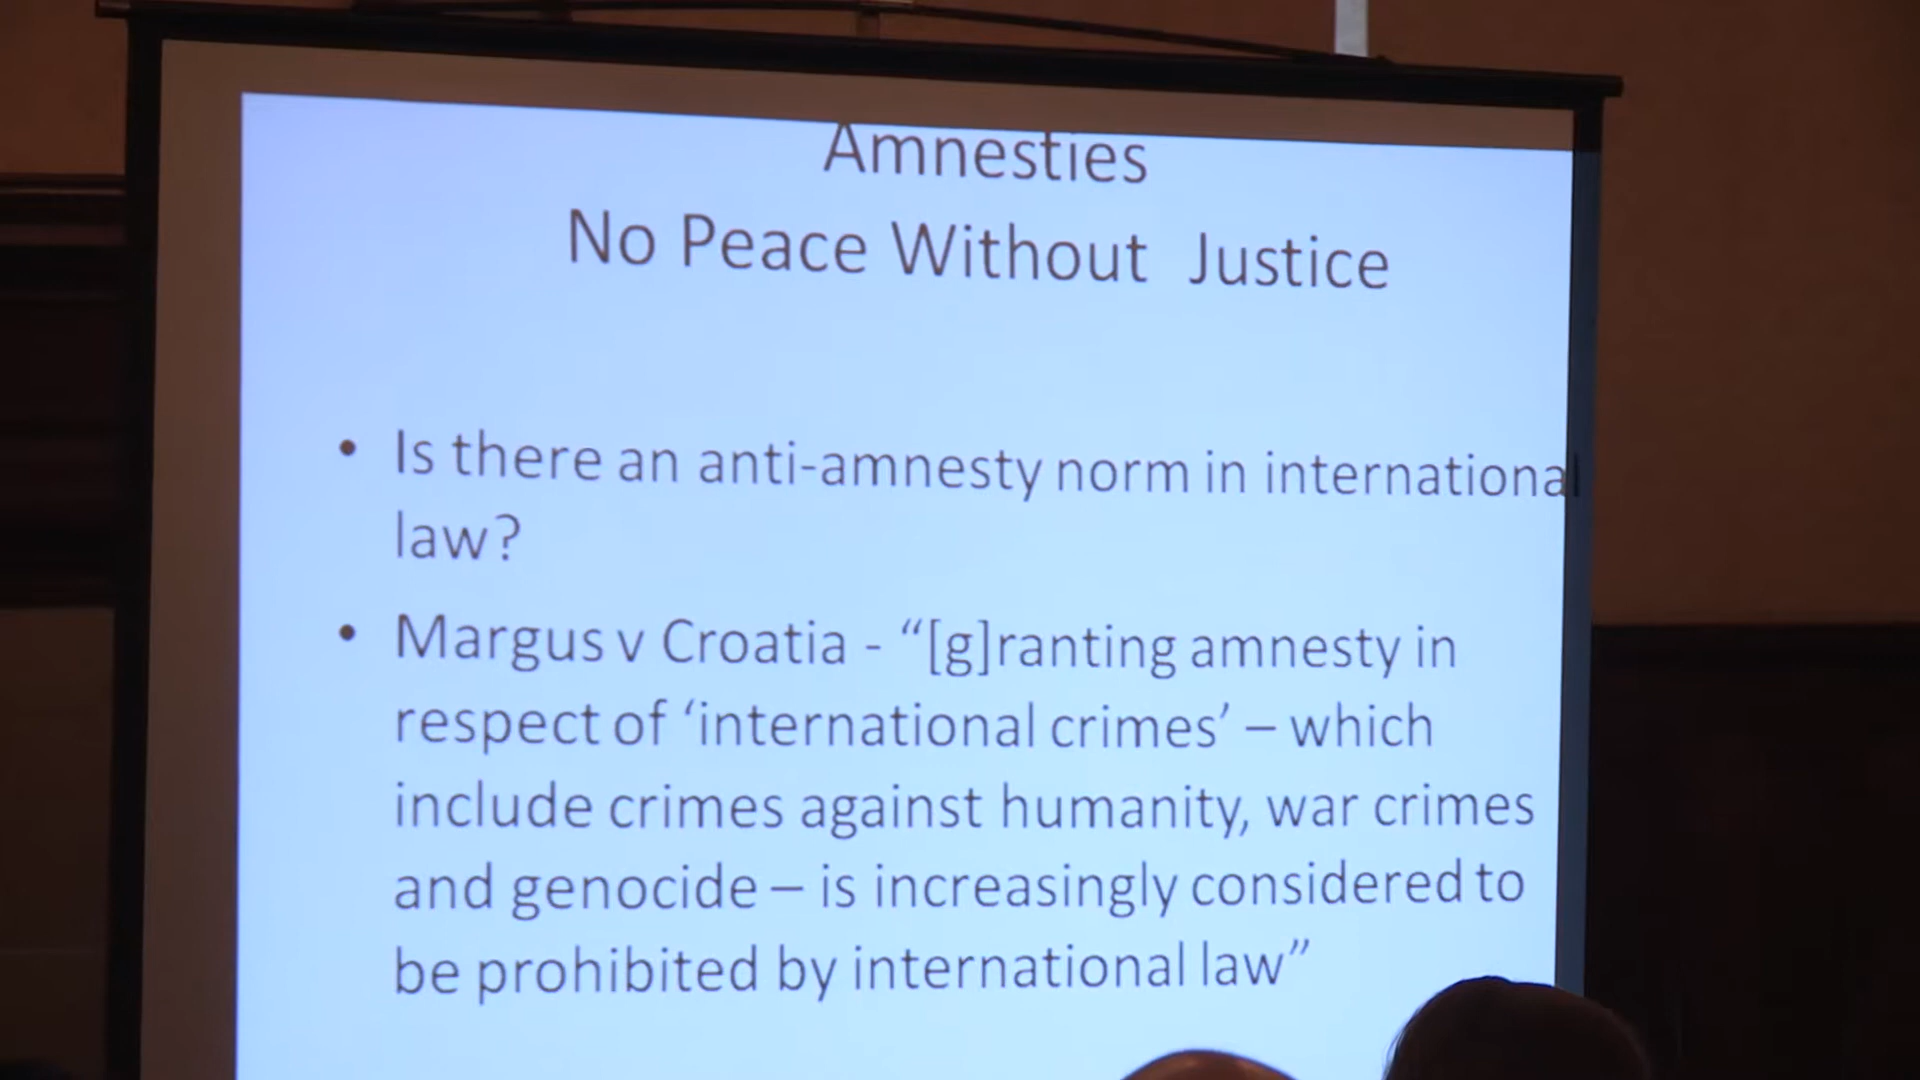 Amnesties
No Peace Without Justice
• Is there an anti-amnesty norm in international
law?
• Margus v Croatia - “[g]ranting amnesty in
respect of ‘international crimes’ – which
include crimes against humanity, war crimes
and genocide – is increasingly considered to
be prohibited by international law”